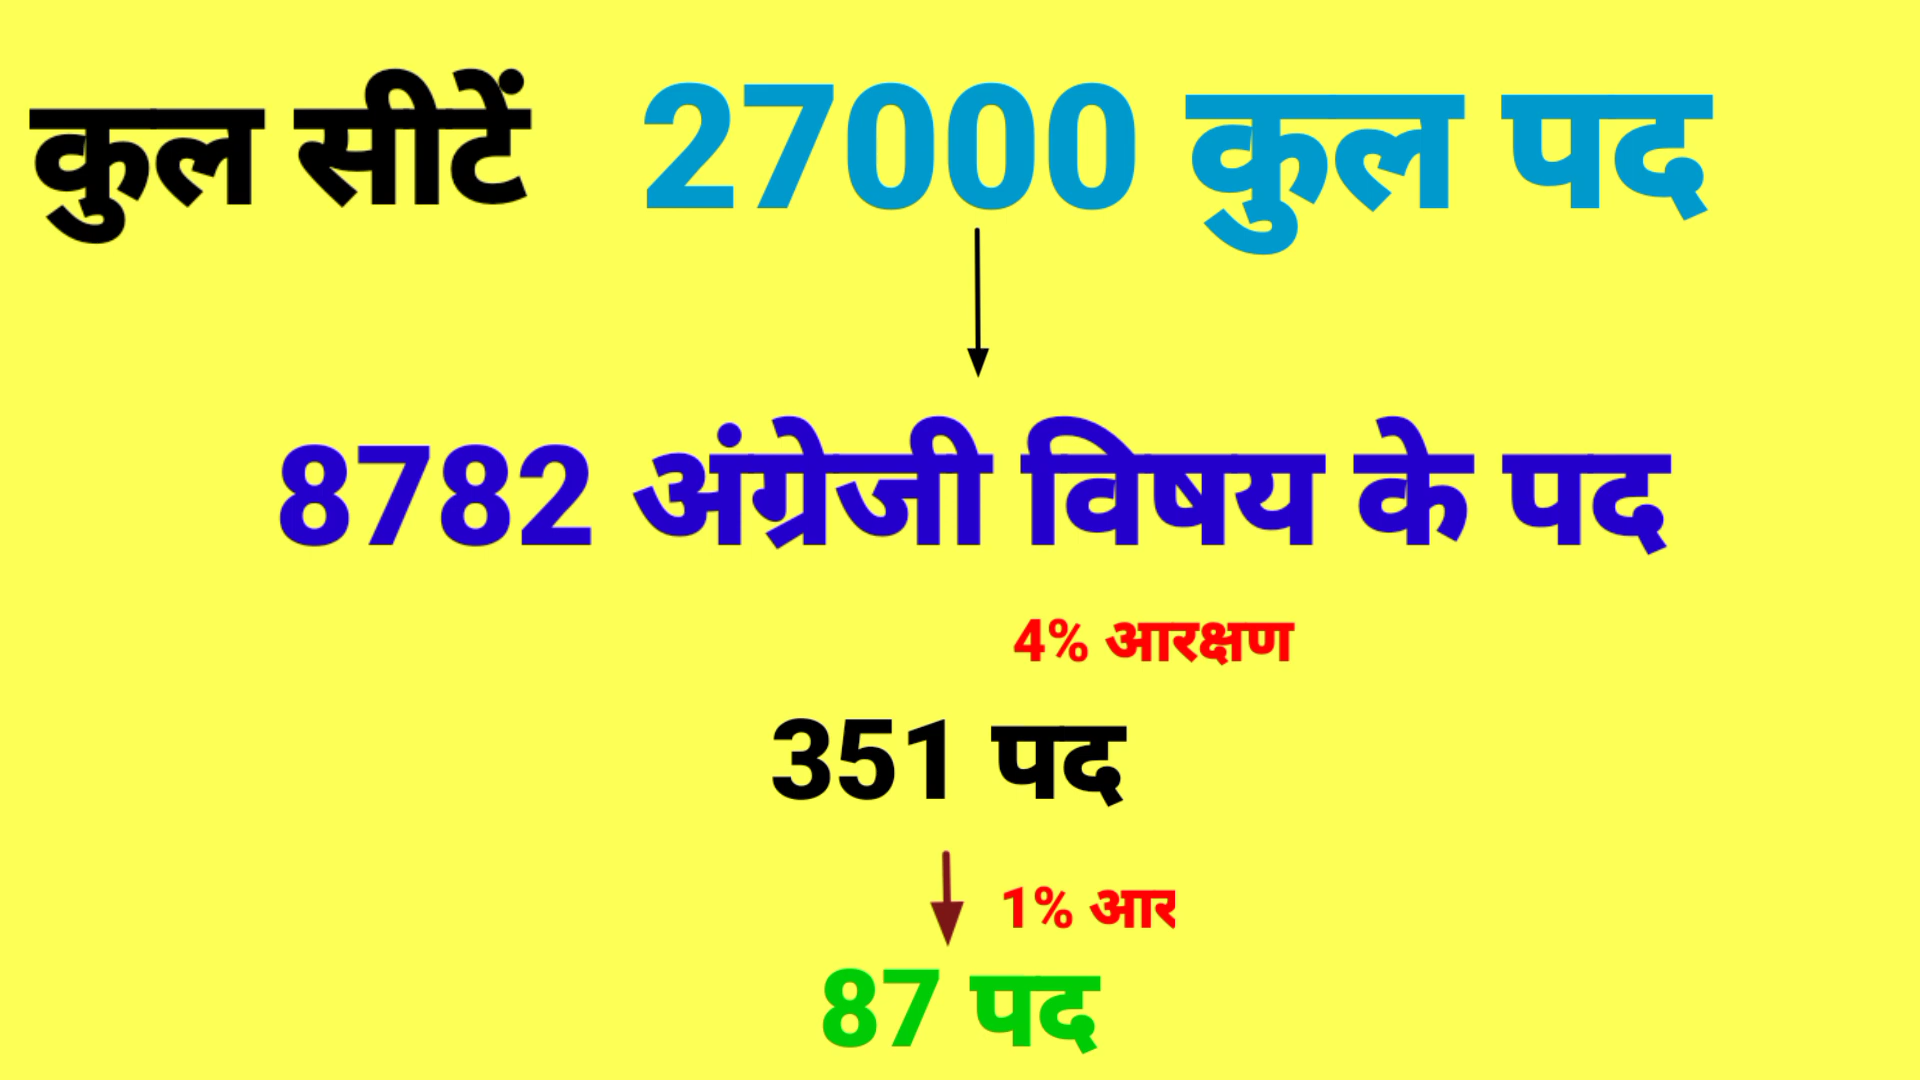 कुल सीटें 27000 कुल पद
8782 अंग्रेजी विषय के पद
4% आरक्षण
351 पद
1% आर
87 पद